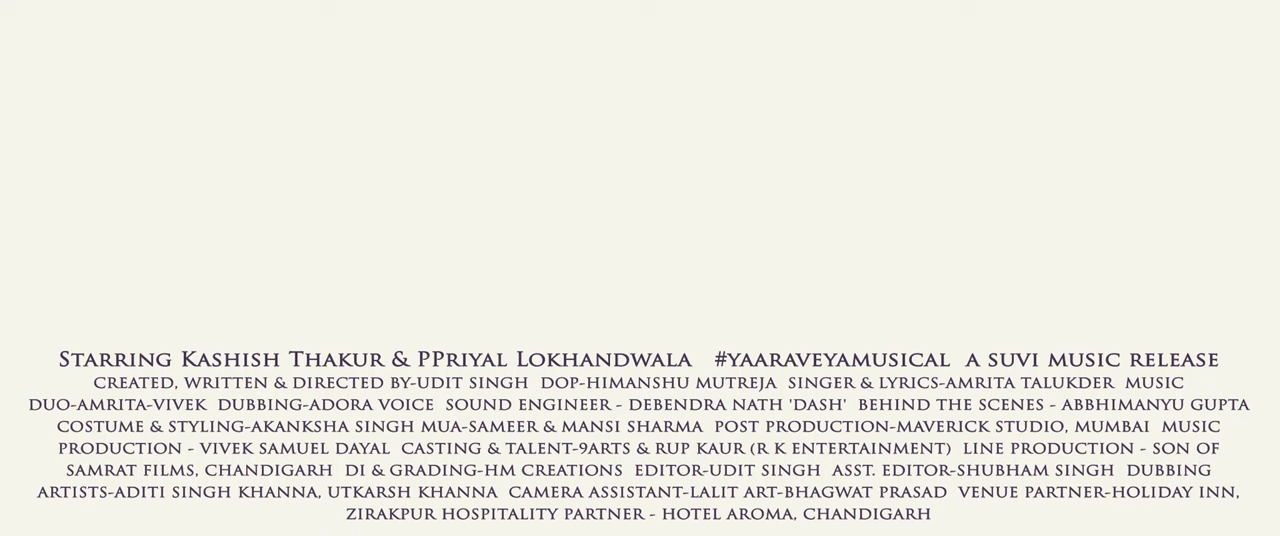 Starring Kashish Thakur & PPriyal Lokhandwala #yaaraveyamusical a suvi music release
created, written & directed by-Udit Singh DOP-Himanshu Mutreja Singer & Lyrics-Amrita Talukder Music
Duo-Amrita-Vivek Dubbing-Adora Voice Sound Engineer - Debendra Nath 'Dash' Behind the Scenes - Abbhimanyu Gupta
Costume & Styling-Akanksha Singh MUA-Sameer & Mansi Sharma Post Production-Maverick Studio, Mumbai Music
Production - Vivek Samuel Dayal Casting & Talent-9Arts & Rup Kaur (R K Entertainment) Line Production - Son of
Samrat Films, Chandigarh DI & Grading-HM Creations Editor-Udit Singh Asst. Editor-Shubham Singh Dubbing
Artists-Aditi Singh Khanna, Utkarsh Khanna Camera Assistant-Lalit Art-Bhagwat Prasad Venue Partner-Holiday Inn,
Zirakpur Hospitality Partner - Hotel Aroma, Chandigarh